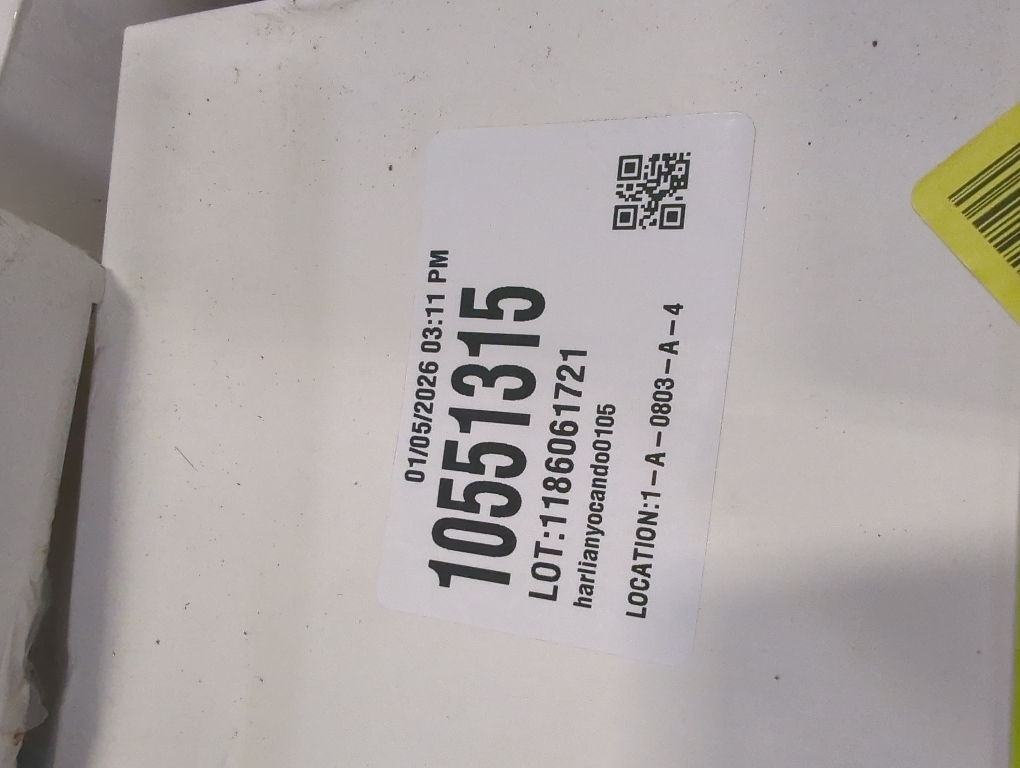 01/05/2026 03:11 PM
10551315
LOT:1186061721
harlianyocando0105
LOCATION:1-A-0803-A-4